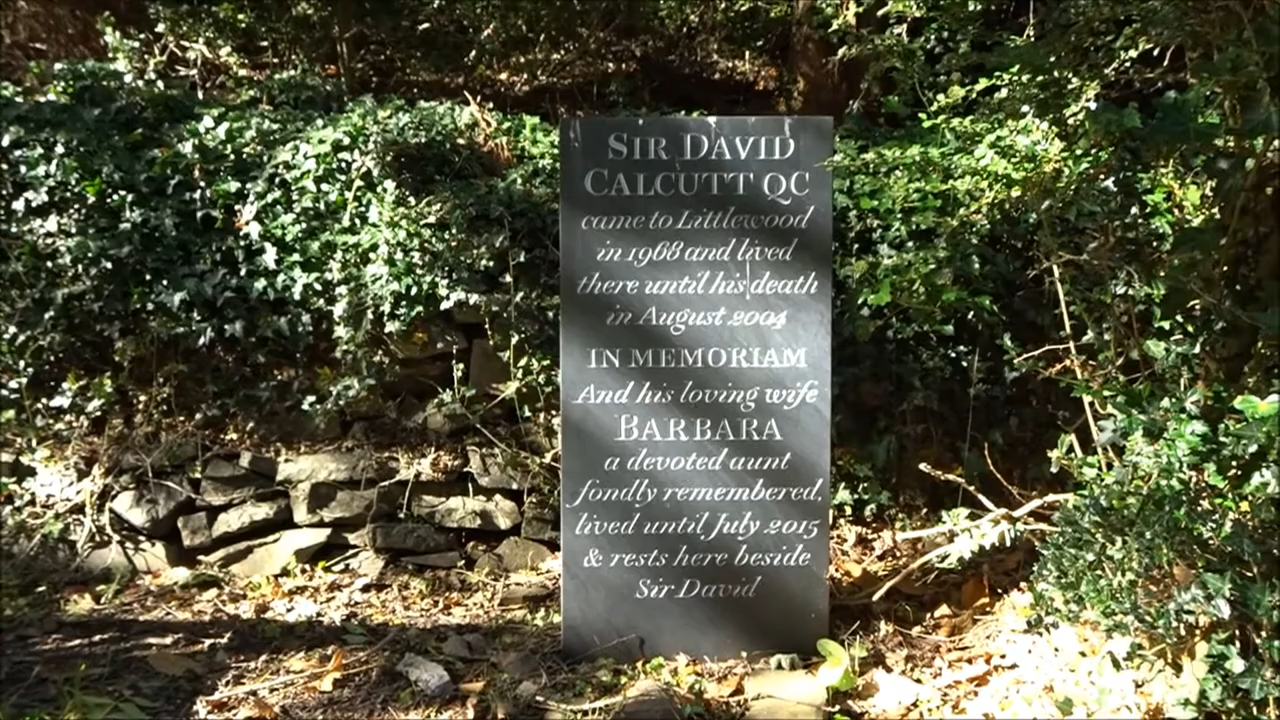 SIR DAVID
CALCUTT QC
came to Littlewood
in 1968 and lived
there until his death
in August 2004
IN MEMORIAM
And his loving wife
BARBARA
a devoted aunt
fondly remembered,
lived until July 2015
& rests here beside
Sir David